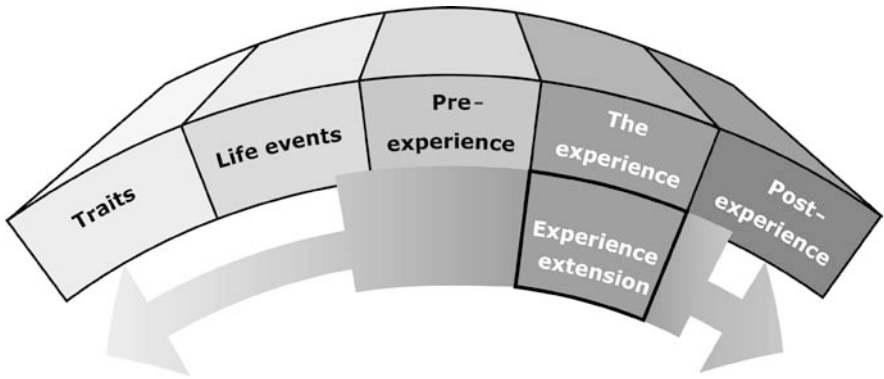 Traits
Life events
Pre-
experience
The
experience
Post-
experience
Experience
extension